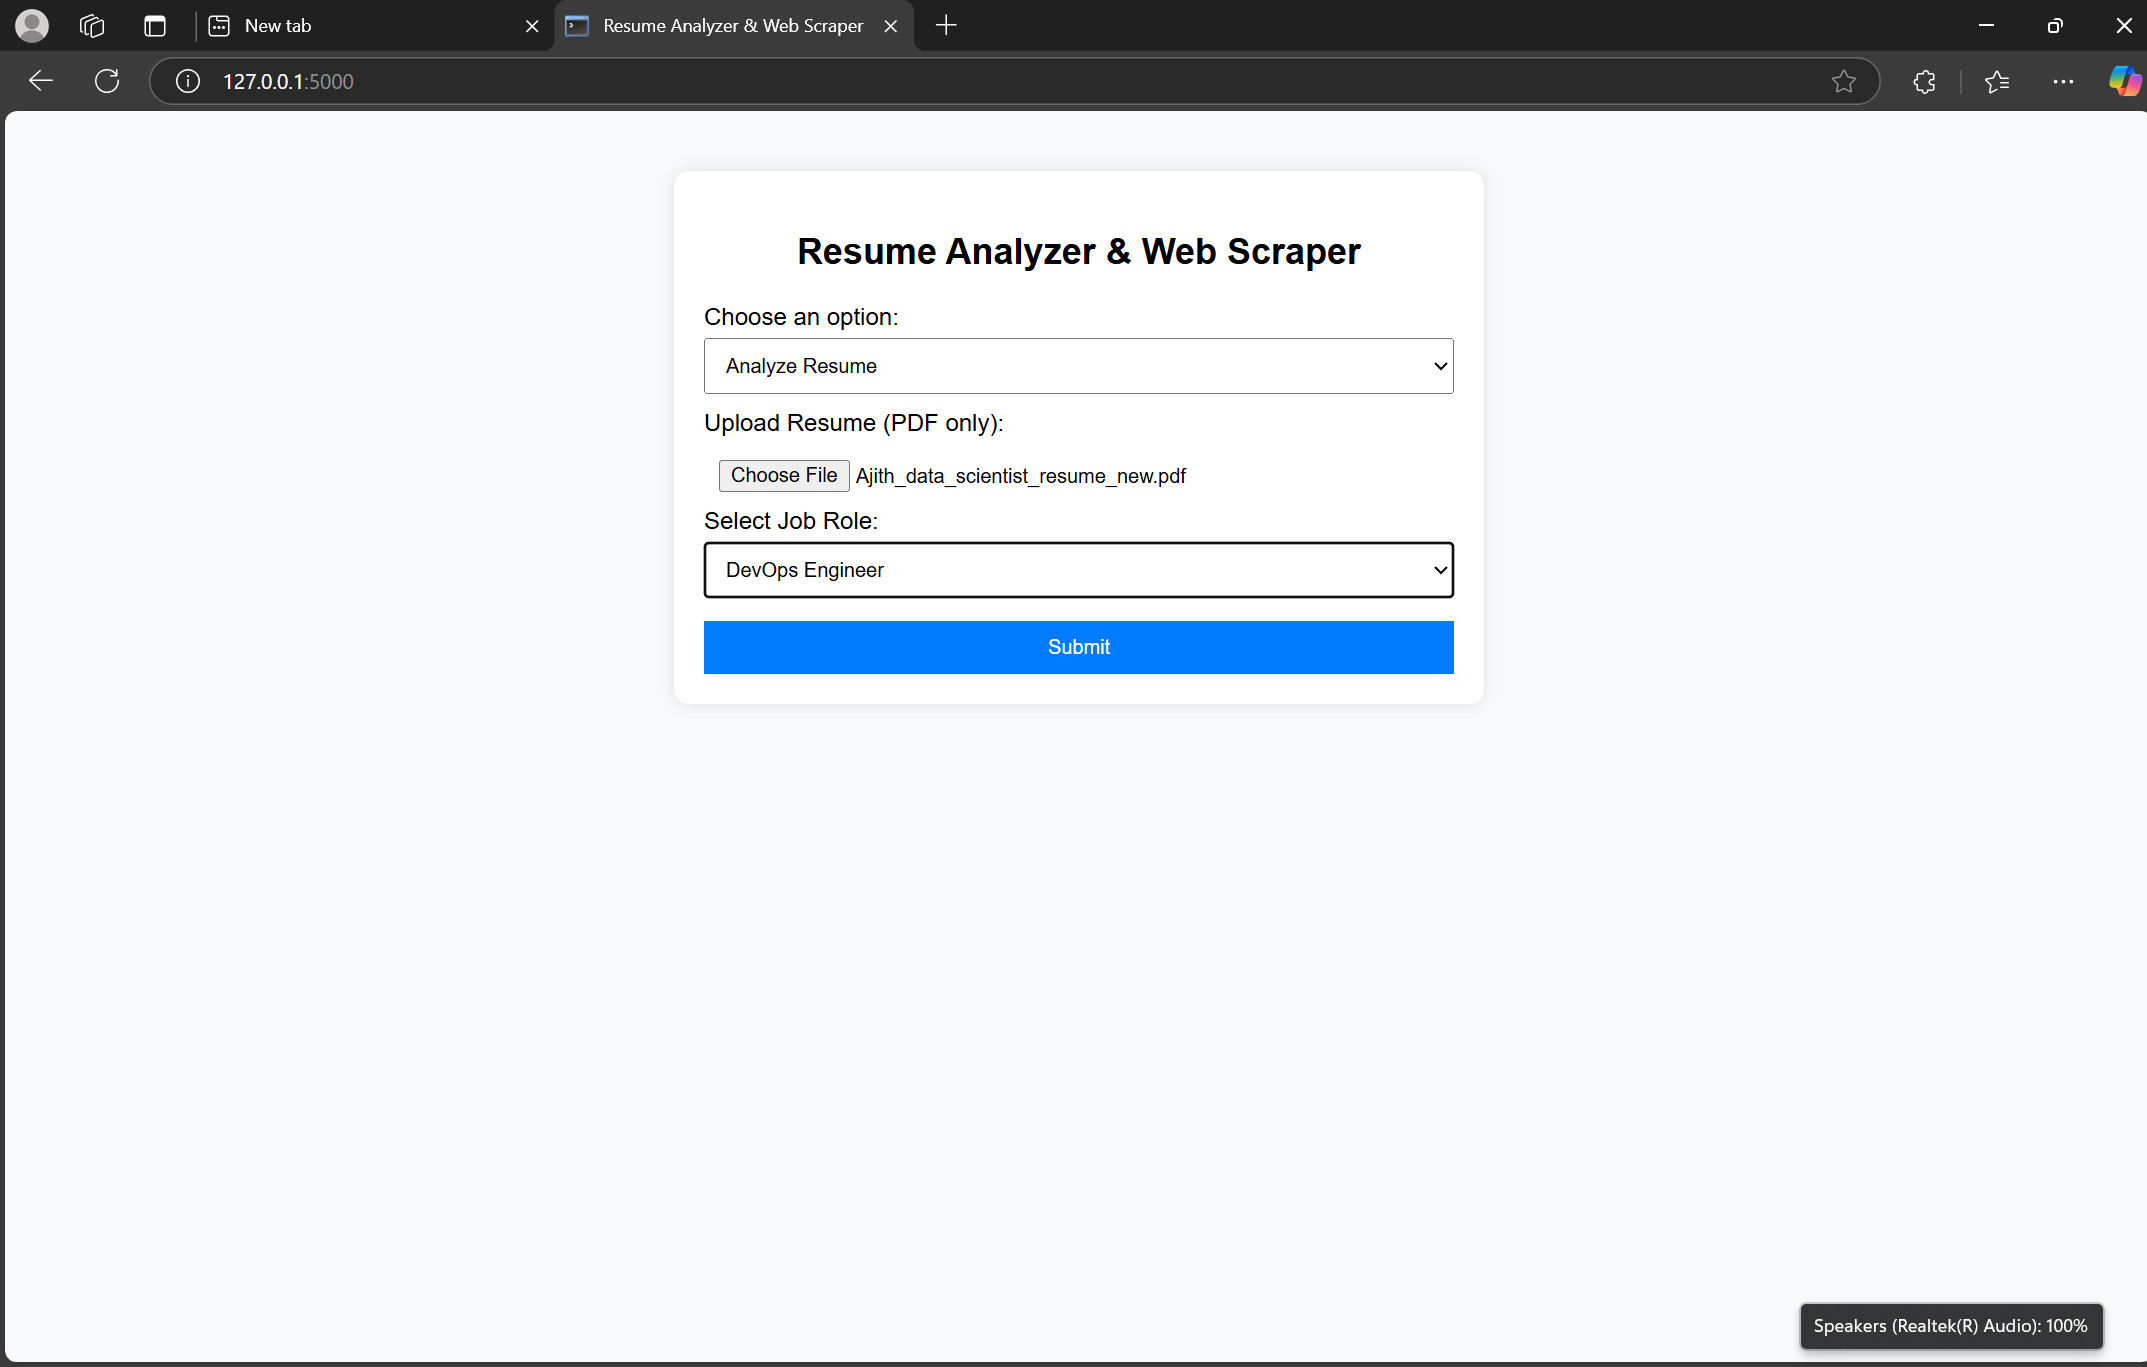 New tab
Resume Analyzer & Web Scraper
127.0.0.1:5000
Resume Analyzer & Web Scraper
Choose an option:
Analyze Resume
Upload Resume (PDF only):
Choose File Ajith_data_scientist_resume_new.pdf
Select Job Role:
DevOps Engineer
Submit
Speakers (Realtek(R) Audio): 100%